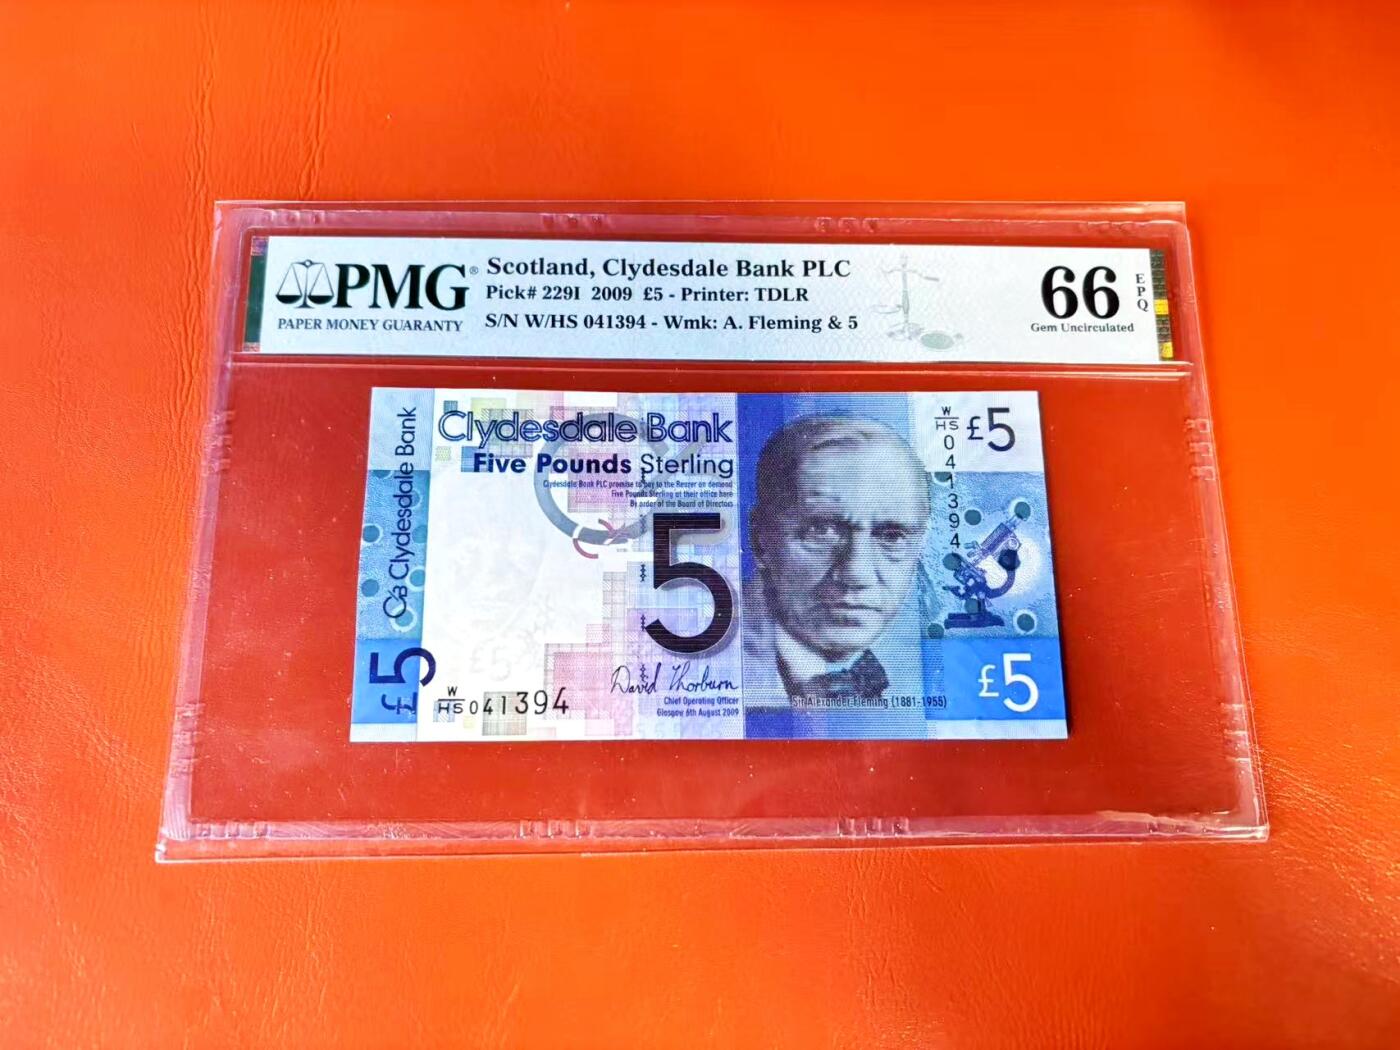 PMG®
PAPER MONEY GUARANTY
Scotland, Clydesdale Bank PLC
Pick# 229I 2009 £5 - Printer: TDLR
S/N W/HS 041394 - Wmk: A. Fleming & 5
66
EPQ
Gem Uncirculated
Clydesdale Bank
£5
Clydesdale Bank
Five Pounds Sterling
Clydesdale Bank PLC promise to pay to the Bearer on demand
Five Pounds Sterling at their office here
By order of the Board of Directors
5
David Thorburn
Chief Operating Officer
Glasgow 6th August 2009
W/HS 041394
W/HS 041394
£5
Sir Alexander Fleming (1881-1955)
£5